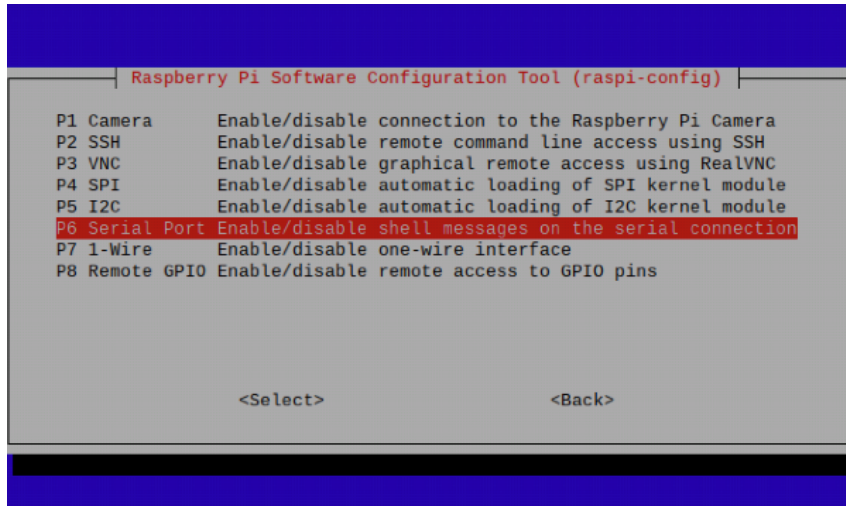 Raspberry Pi Software Configuration Tool (raspi-config)
P1 Camera Enable/disable connection to the Raspberry Pi Camera
P2 SSH Enable/disable remote command line access using SSH
P3 VNC Enable/disable graphical remote access using RealVNC
P4 SPI Enable/disable automatic loading of SPI kernel module
P5 I2C Enable/disable automatic loading of I2C kernel module
P6 Serial Port Enable/disable shell messages on the serial connection
P7 1-Wire Enable/disable one-wire interface
P8 Remote GPIO Enable/disable remote access to GPIO pins
<Select> <Back>